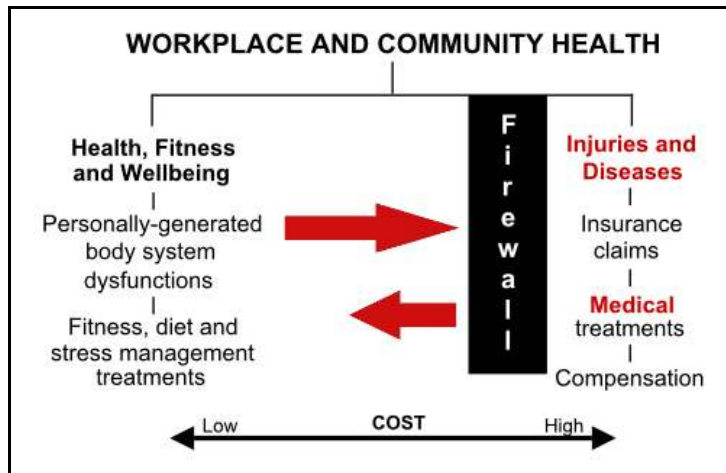 WORKPLACE AND COMMUNITY HEALTH
Health, Fitness
and Wellbeing
Personally-generated
body system
dysfunctions
Fitness, diet and
stress management
treatments
Firewall
Injuries and
Diseases
Insurance
claims
Medical
treatments
Compensation
Low
COST
High